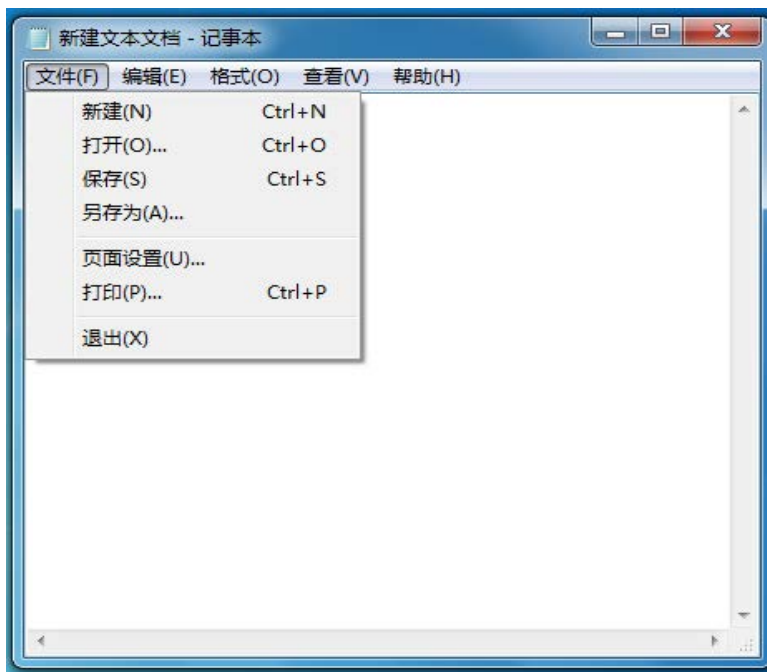 新建文本文档 - 记事本
文件(F) 编辑(E) 格式(O) 查看(V) 帮助(H)
新建(N) Ctrl+N
打开(O)... Ctrl+O
保存(S) Ctrl+S
另存为(A)...
页面设置(U)...
打印(P)... Ctrl+P
退出(X)